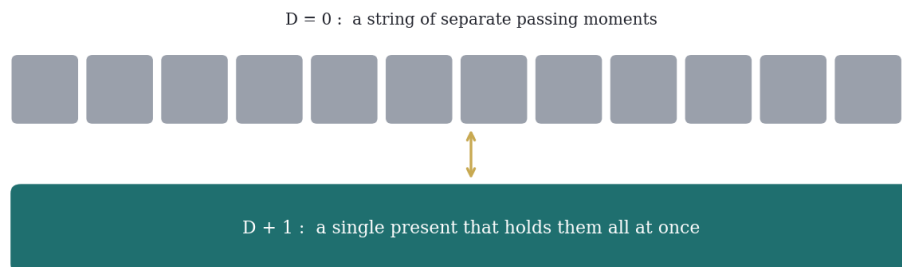 D = 0 : a string of separate passing moments
D + 1 : a single present that holds them all at once